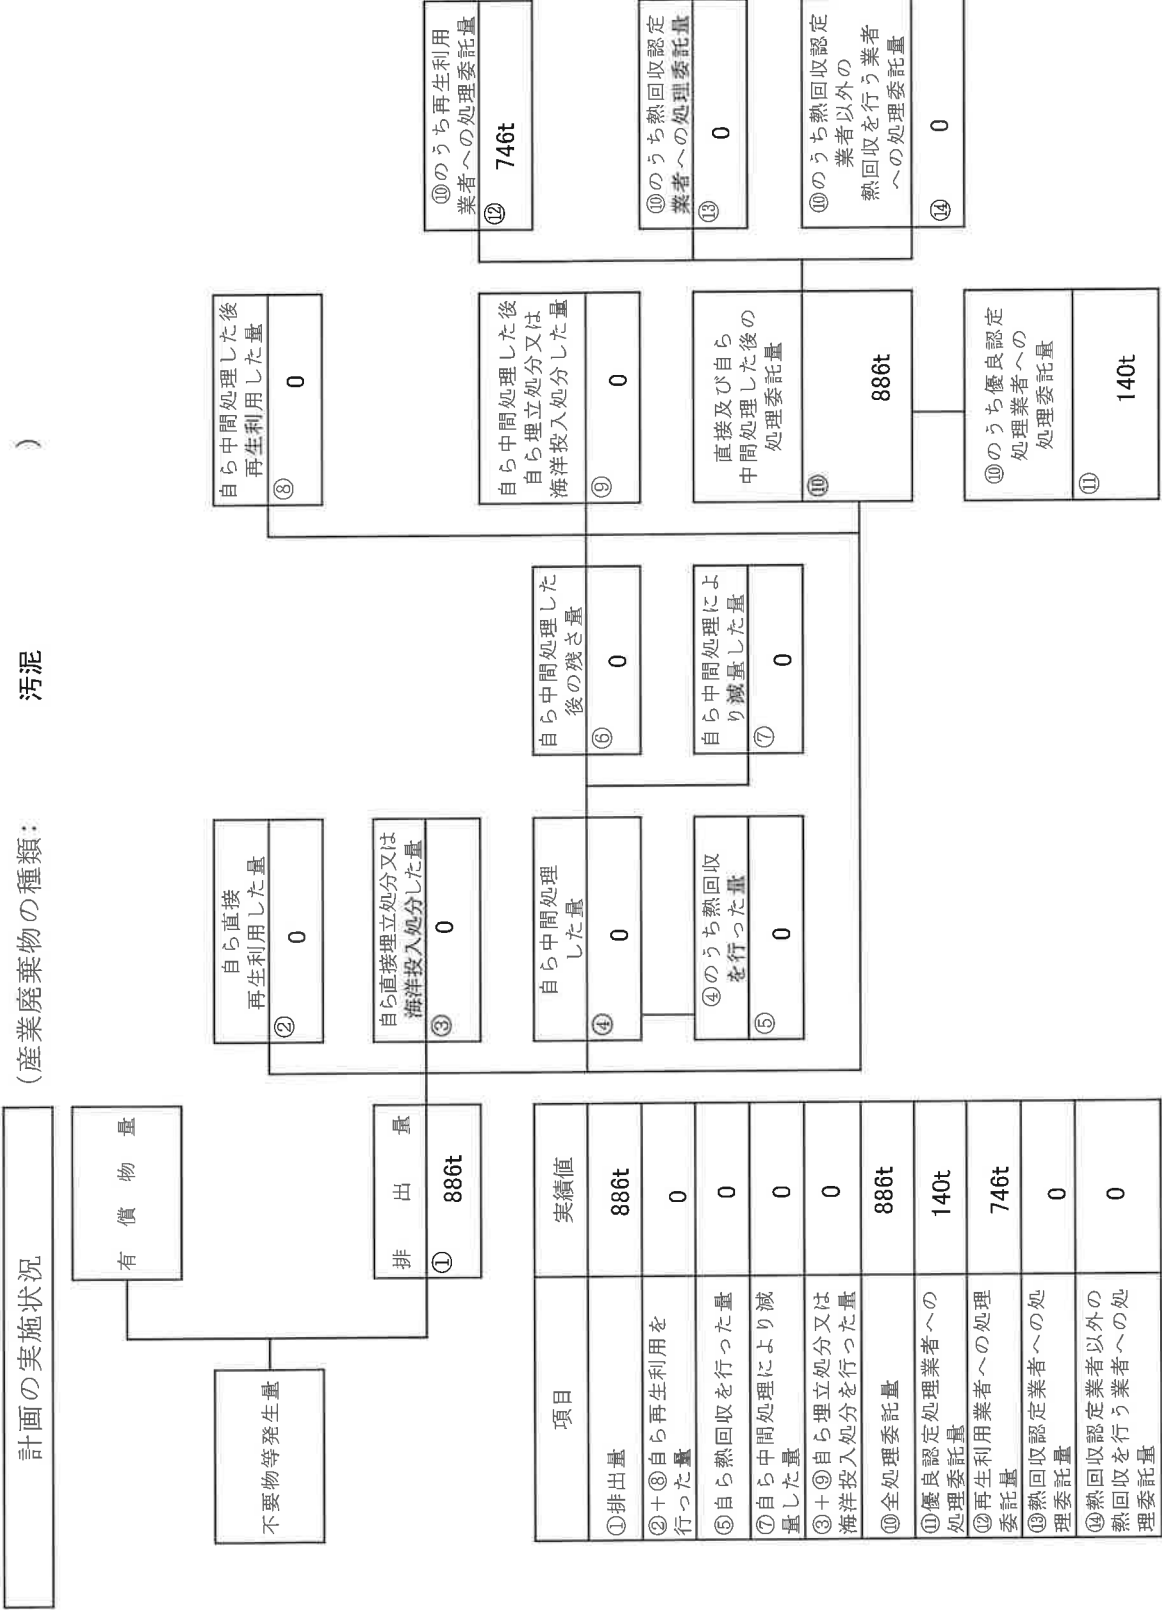 計画の実施状況
(産業廃棄物の種類： 汚泥 )
有償物量
不要物等発生量
排出量
①
886t
自ら直接
再生利用した量
②
0
自ら直接埋立処分又は
海洋投入処分した量
③
0
自ら中間処理
した量
④
0
④のうち熱回収
を行った量
⑤
0
自ら中間処理した
後の残さ量
⑥
0
自ら中間処理によ
り減量した量
⑦
0
自ら中間処理した後
再生利用した量
⑧
0
自ら中間処理した後
自ら埋立処分又は
海洋投入処分した量
⑨
0
直接及び自ら
中間処理した後の
処理委託量
⑩
886t
⑩のうち優良認定
処理業者への
処理委託量
⑪
140t
⑩のうち再生利用
業者への処理委託量
⑫
746t
⑩のうち熱回収認定
業者への処理委託量
⑬
0
⑩のうち熱回収認定
業者以外の
熱回収を行う業者
への処理委託量
⑭
0
項目 実績値
①排出量 886t
②＋⑧自ら再生利用を
行った量
0
⑤自ら熱回収を行った量 0
⑦自ら中間処理により減
量した量
0
③＋⑨自ら埋立処分又は
海洋投入処分を行った量
0
⑩全処理委託量 886t
⑪優良認定処理業者への
処理委託量
140t
⑫再生利用業者への処理
委託量
746t
⑬熱回収認定業者への処
理委託量
0
⑭熱回収認定業者以外の
熱回収を行う業者への処
理委託量
0